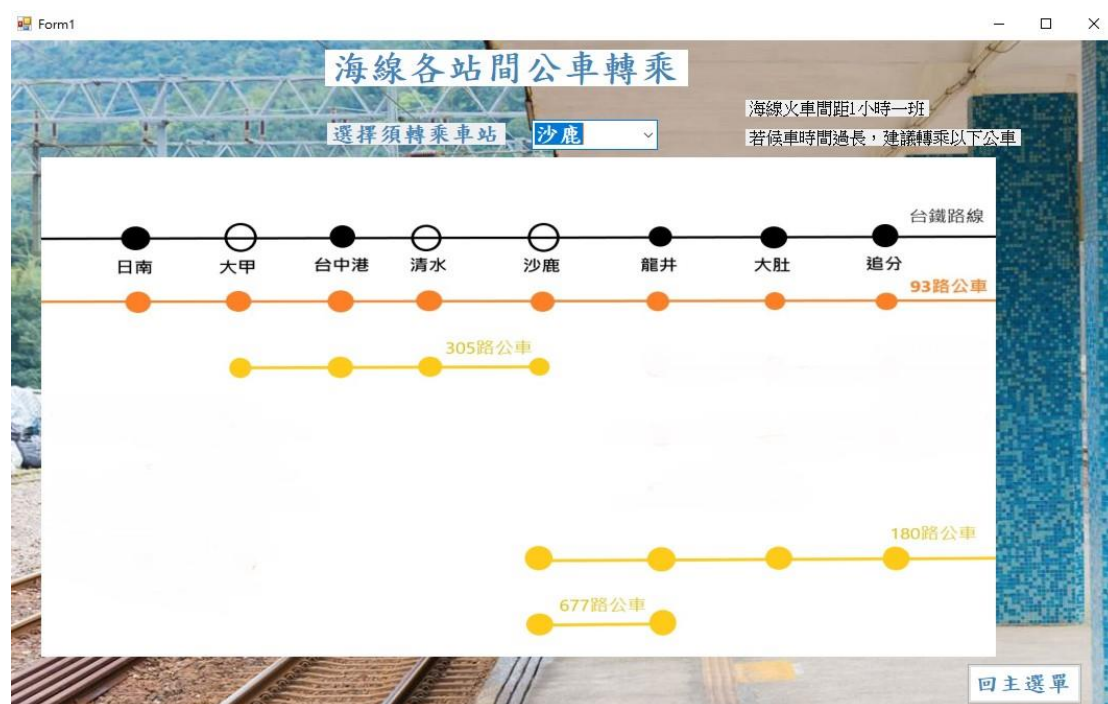 Form1
海線各站間公車轉乘
海線火車間距1小時一班
選擇須轉乘車站 沙鹿
若候車時間過長，建議轉乘以下公車
台鐵路線
日南 大甲 台中港 清水 沙鹿 龍井 大肚 追分
93路公車
305路公車
180路公車
677路公車
回主選單